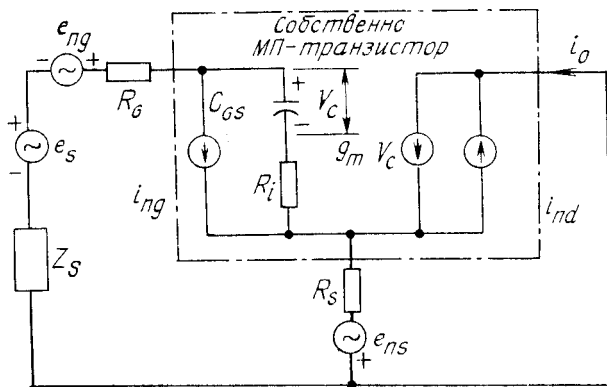 Собственно
МП-транзистор
e_ng
- +
R_G
C_GS
+
V_c
-
i_o
+
e_s
-
g_m V_c
R_i
i_ng
i_nd
Z_S
R_s
e_ns
+